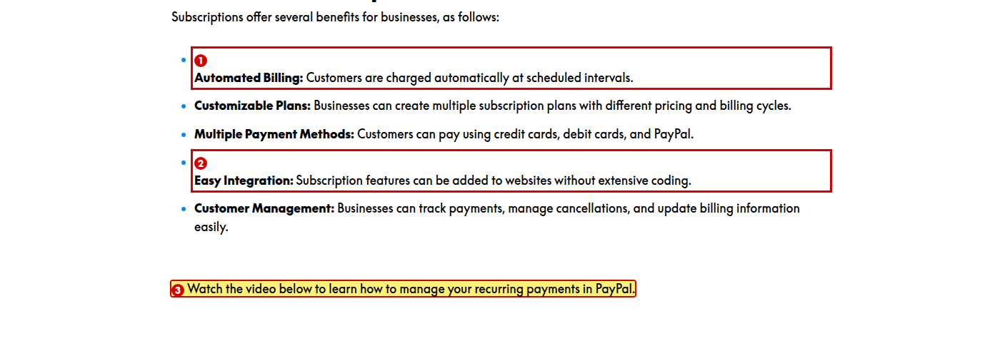 Subscriptions offer several benefits for businesses, as follows:
1
Automated Billing: Customers are charged automatically at scheduled intervals.
Customizable Plans: Businesses can create multiple subscription plans with different pricing and billing cycles.
Multiple Payment Methods: Customers can pay using credit cards, debit cards, and PayPal.
2
Easy Integration: Subscription features can be added to websites without extensive coding.
Customer Management: Businesses can track payments, manage cancellations, and update billing information
easily.
3 Watch the video below to learn how to manage your recurring payments in PayPal.